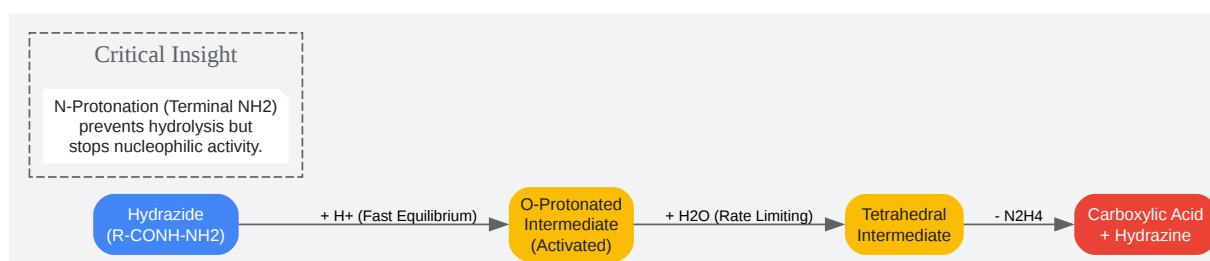 Critical Insight
N-Protonation (Terminal NH2)
prevents hydrolysis but
stops nucleophilic activity.
Hydrazide
(R-CONH-NH2)
+ H+ (Fast Equilibrium)
O-Protonated
Intermediate
(Activated)
+ H2O (Rate Limiting)
Tetrahedral
Intermediate
- N2H4
Carboxylic Acid
+ Hydrazine